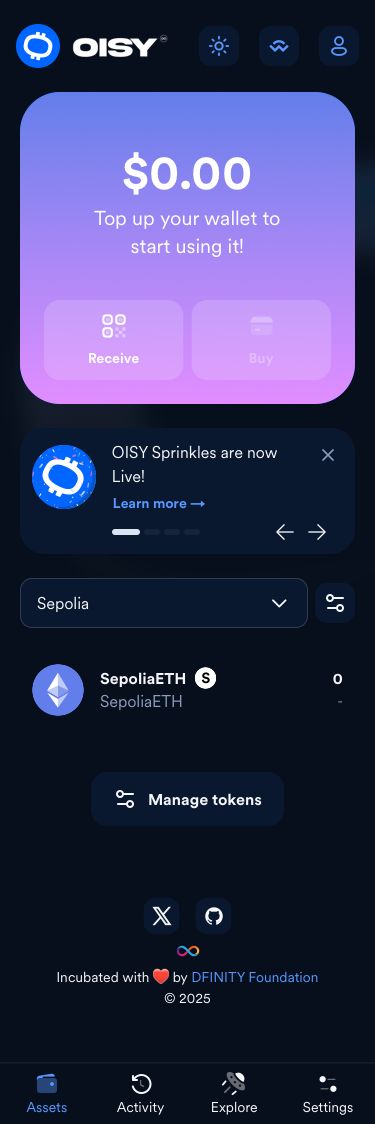 OISY
$0.00
Top up your wallet to
start using it!
Receive
Buy
OISY Sprinkles are now
Live!
Learn more →
Sepolia
SepoliaETH S
0
SepoliaETH
-
Manage tokens
Incubated with ❤️ by DFINITY Foundation
© 2025
Assets
Activity
Explore
Settings